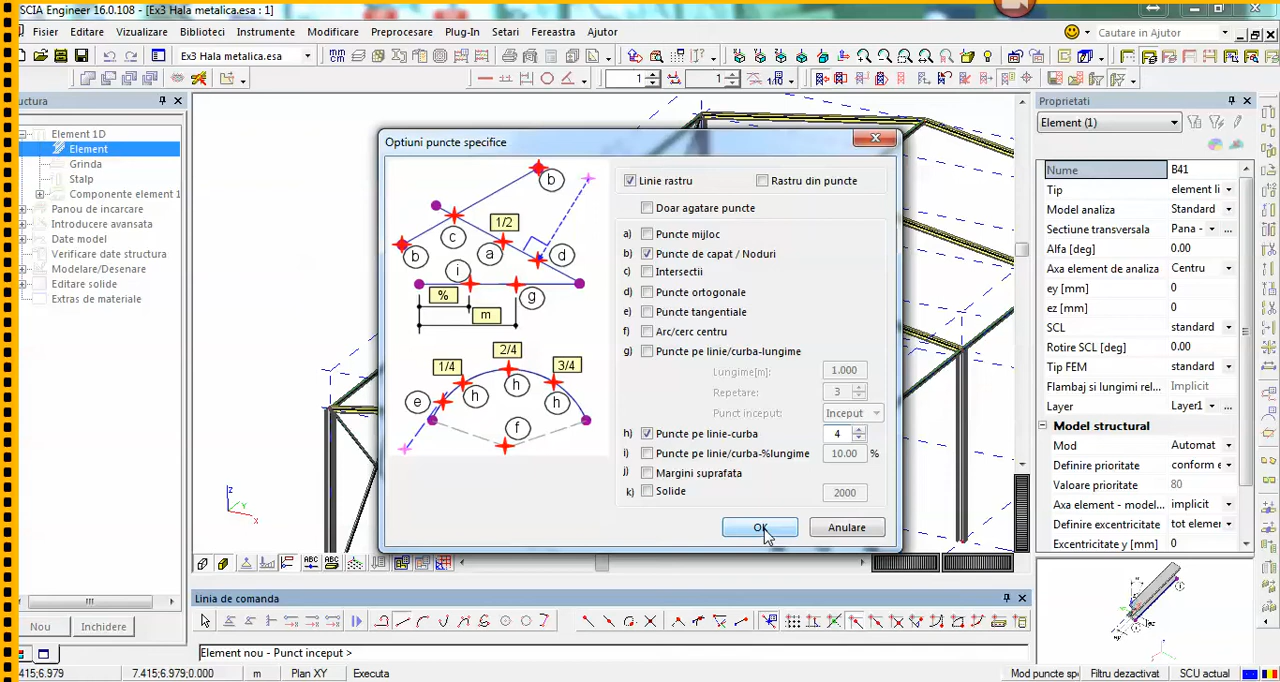 SCIA Engineer 16.0.108 - [Ex3 Hala metalica.esa : 1]
Fisier Editare Vizualizare Biblioteci Instrumente Modificare Preprocesare Plug-In Setari Fereastra Ajutor
Cautare in Ajutor
Ex3 Hala metalica.esa
1
1
uctura
Element 1D
Element
Grinda
Stalp
Componente element 1
Panou de incarcare
Introducere avansata
Date model
Verificare date structura
Modelare/Desenare
Editare solide
Extras de materiale
Nou
Inchidere
Optiuni puncte specifice
b
c
1/2
b
a
d
i
%
g
m
2/4
1/4
3/4
h
e
h
h
f
Linie rastru
Rastru din puncte
Doar agatare puncte
a) Puncte mijloc
b) Puncte de capat / Noduri
c) Intersectii
d) Puncte ortogonale
e) Puncte tangentiale
f) Arc/cerc centru
g) Puncte pe linie/curba-lungime
Lungime[m]: 1.000
Repetare: 3
Punct inceput: Inceput
h) Puncte pe linie-curba 4
i) Puncte pe linie/curba-%lungime 10.00 %
j) Margini suprafata
k) Solide 2000
OK
Anulare
Z
Y
X
ABC
ABC
Linia de comanda
Element nou - Punct inceput >
Proprietati
Element (1)
Nume B41
Tip element li
Model analiza Standard
Sectiune transversala Pana -
Alfa [deg] 0.00
Axa element de analiza Centru
ey [mm] 0
ez [mm] 0
SCL standard
Rotire SCL [deg] 0.00
Tip FEM standard
Flambaj si lungimi rel Implicit
Layer Layer1
Model structural
Mod Automat
Definire prioritate conform e
Valoare prioritate 80
Axa element - model... implicit
Definire excentricitate tot elemer
Excentricitate y [mm] 0
415;6.979 7.415;6.979;0.000 m Plan XY Executa Mod puncte spe Filtru dezactivat SCU actual